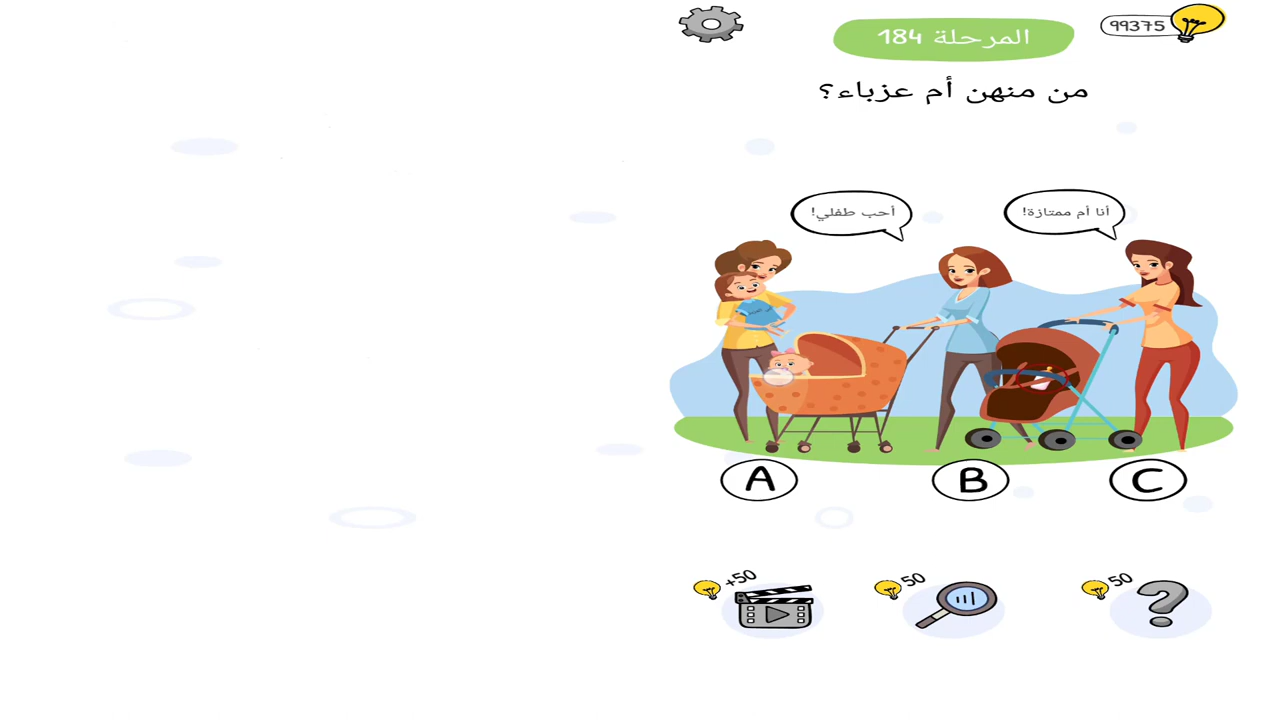 المرحلة 184
99375
من منهن أم عزباء؟
أنا أم ممتازة!
أحب طفلي!
A
B
C
+50
50
50
?